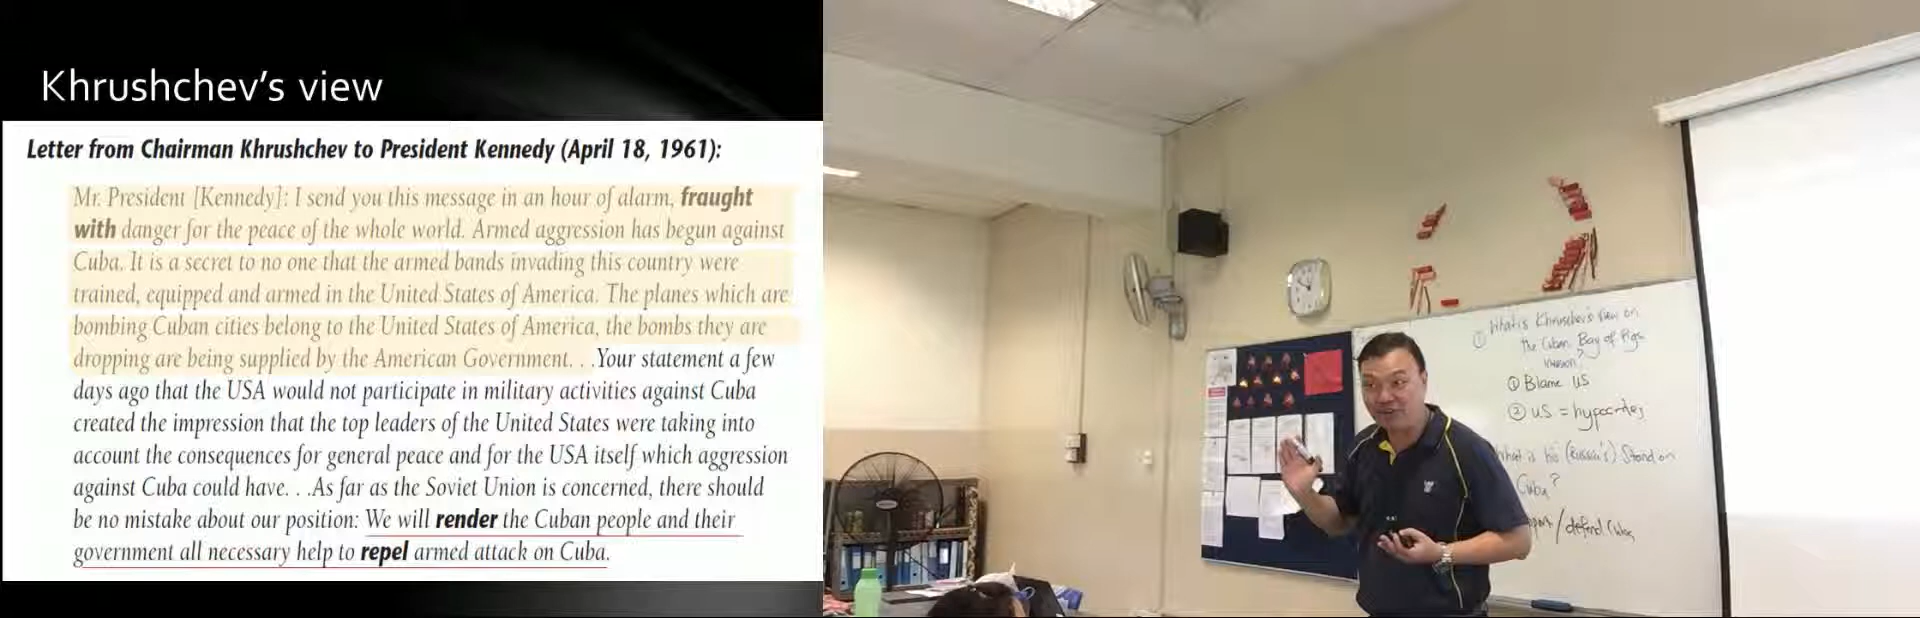 Khrushchev's view
Letter from Chairman Khrushchev to President Kennedy (April 18, 1961):
Mr. President [Kennedy]: I send you this message in an hour of alarm, fraught
with danger for the peace of the whole world. Armed aggression has begun against
Cuba. It is a secret to no one that the armed bands invading this country were
trained, equipped and armed in the United States of America. The planes which are
bombing Cuban cities belong to the United States of America, the bombs they are
dropping are being supplied by the American Government. . .Your statement a few
days ago that the USA would not participate in military activities against Cuba
created the impression that the top leaders of the United States were taking into
account the consequences for general peace and for the USA itself which aggression
against Cuba could have. . .As far as the Soviet Union is concerned, there should
be no mistake about our position: We will render the Cuban people and their
government all necessary help to repel armed attack on Cuba.
① What is Khruschev's view on
the Cuban Bay of Pigs
invasion?
① Blame US
② US = hypocrites
What is his (Russia's) Stand on
Cuba?
/ defend Cuba